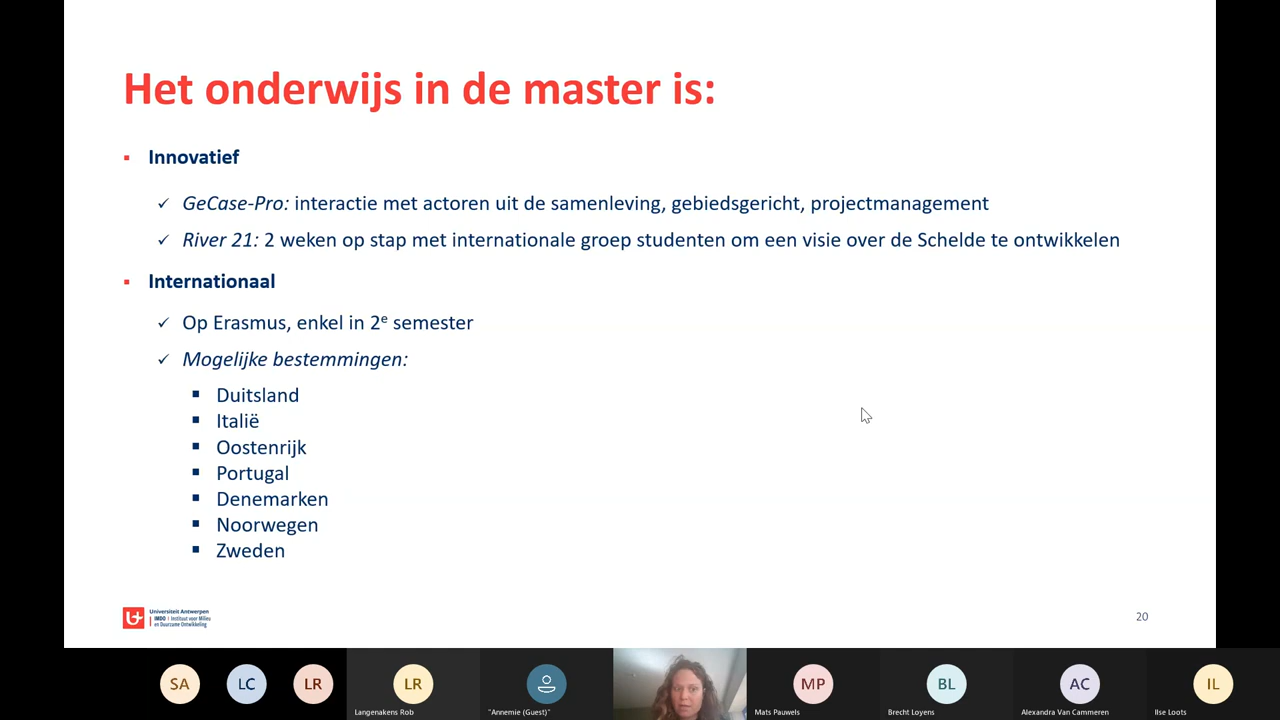 Het onderwijs in de master is:
Innovatief
GeCase-Pro: interactie met actoren uit de samenleving, gebiedsgericht, projectmanagement
River 21: 2 weken op stap met internationale groep studenten om een visie over de Schelde te ontwikkelen
Internationaal
Op Erasmus, enkel in 2e semester
Mogelijke bestemmingen:
Duitsland
Italië
Oostenrijk
Portugal
Denemarken
Noorwegen
Zweden
Universiteit Antwerpen
IMDO | Instituut voor Milieu
en Duurzame Ontwikkeling
20
SA
LC
LR
LR
MP
BL
AC
IL
Langenakens Rob
"Annemie (Guest)"
Mats Pauwels
Brecht Loyens
Alexandra Van Cammeren
Ilse Loots